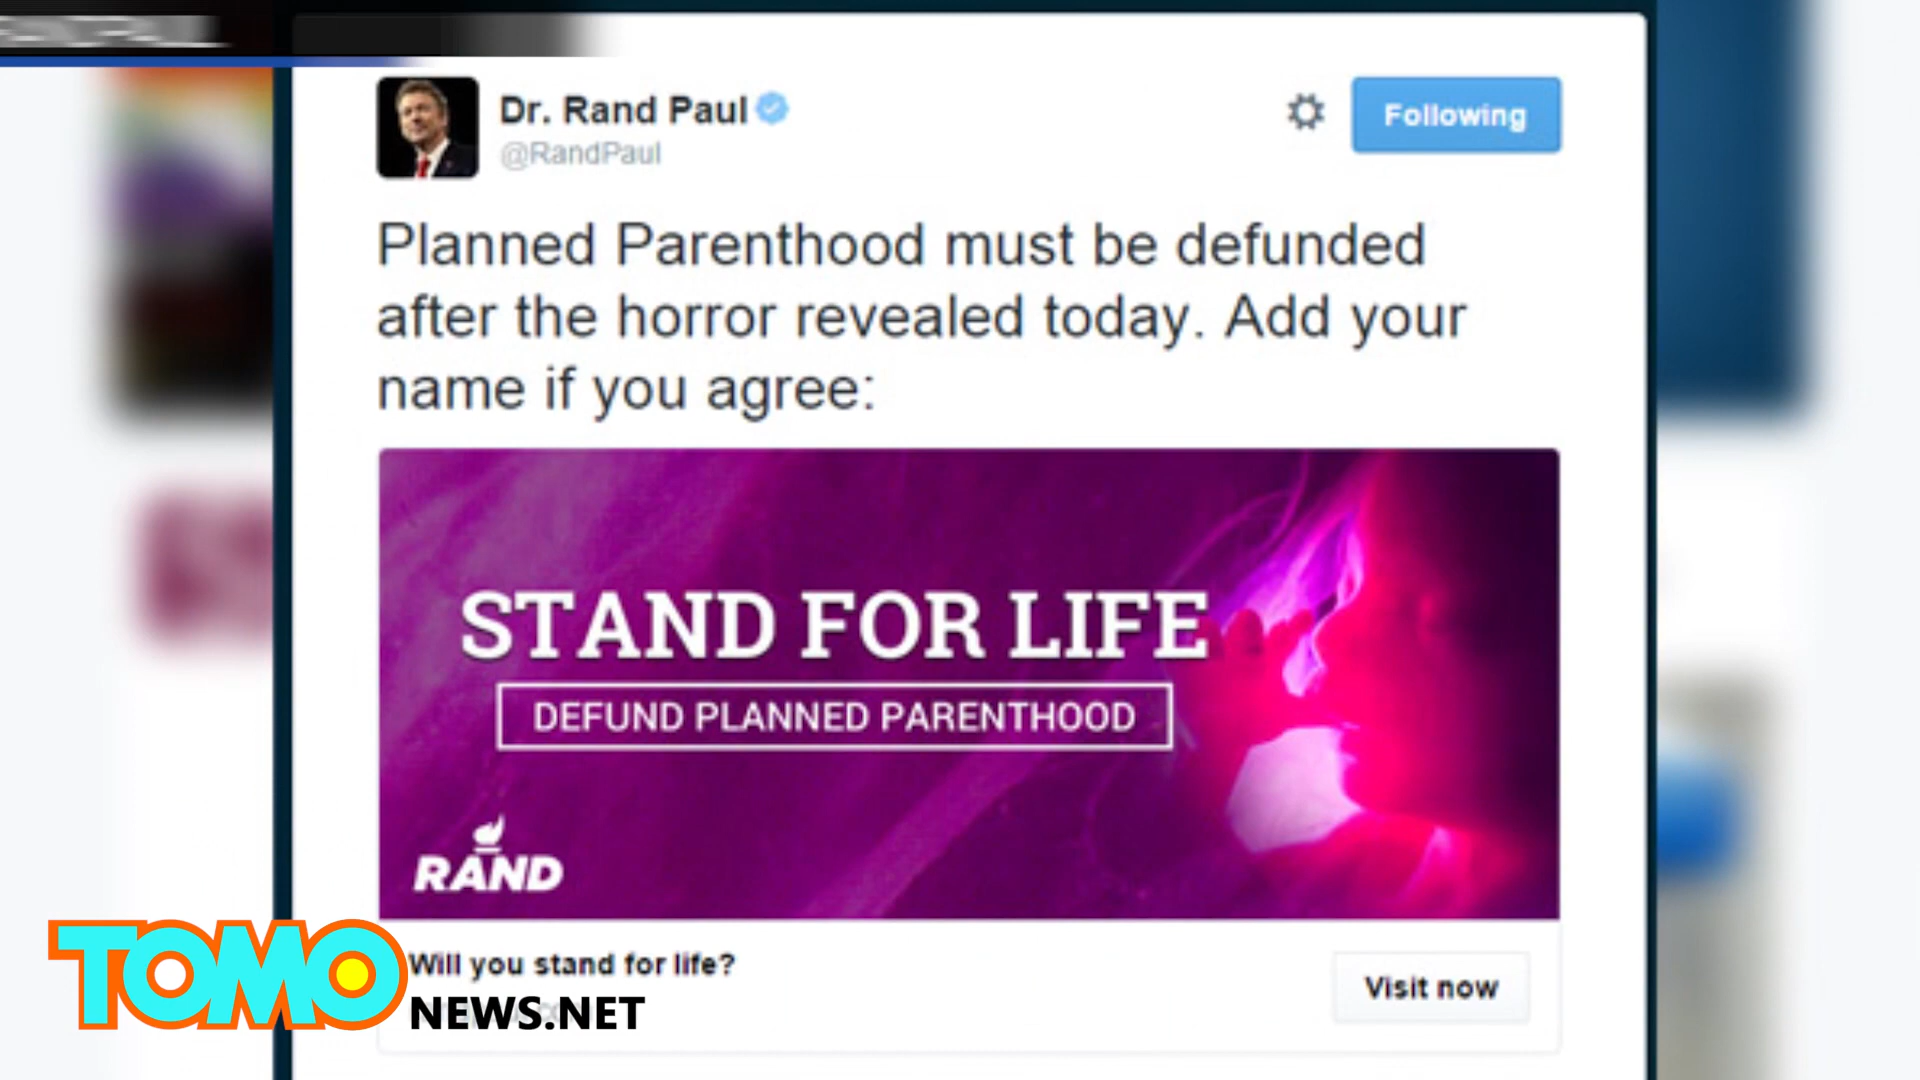 Dr. Rand Paul
@RandPaul
Following
Planned Parenthood must be defunded
after the horror revealed today. Add your
name if you agree:
STAND FOR LIFE
DEFUND PLANNED PARENTHOOD
RAND
Will you stand for life?
Visit now
TOMO
NEWS.NET